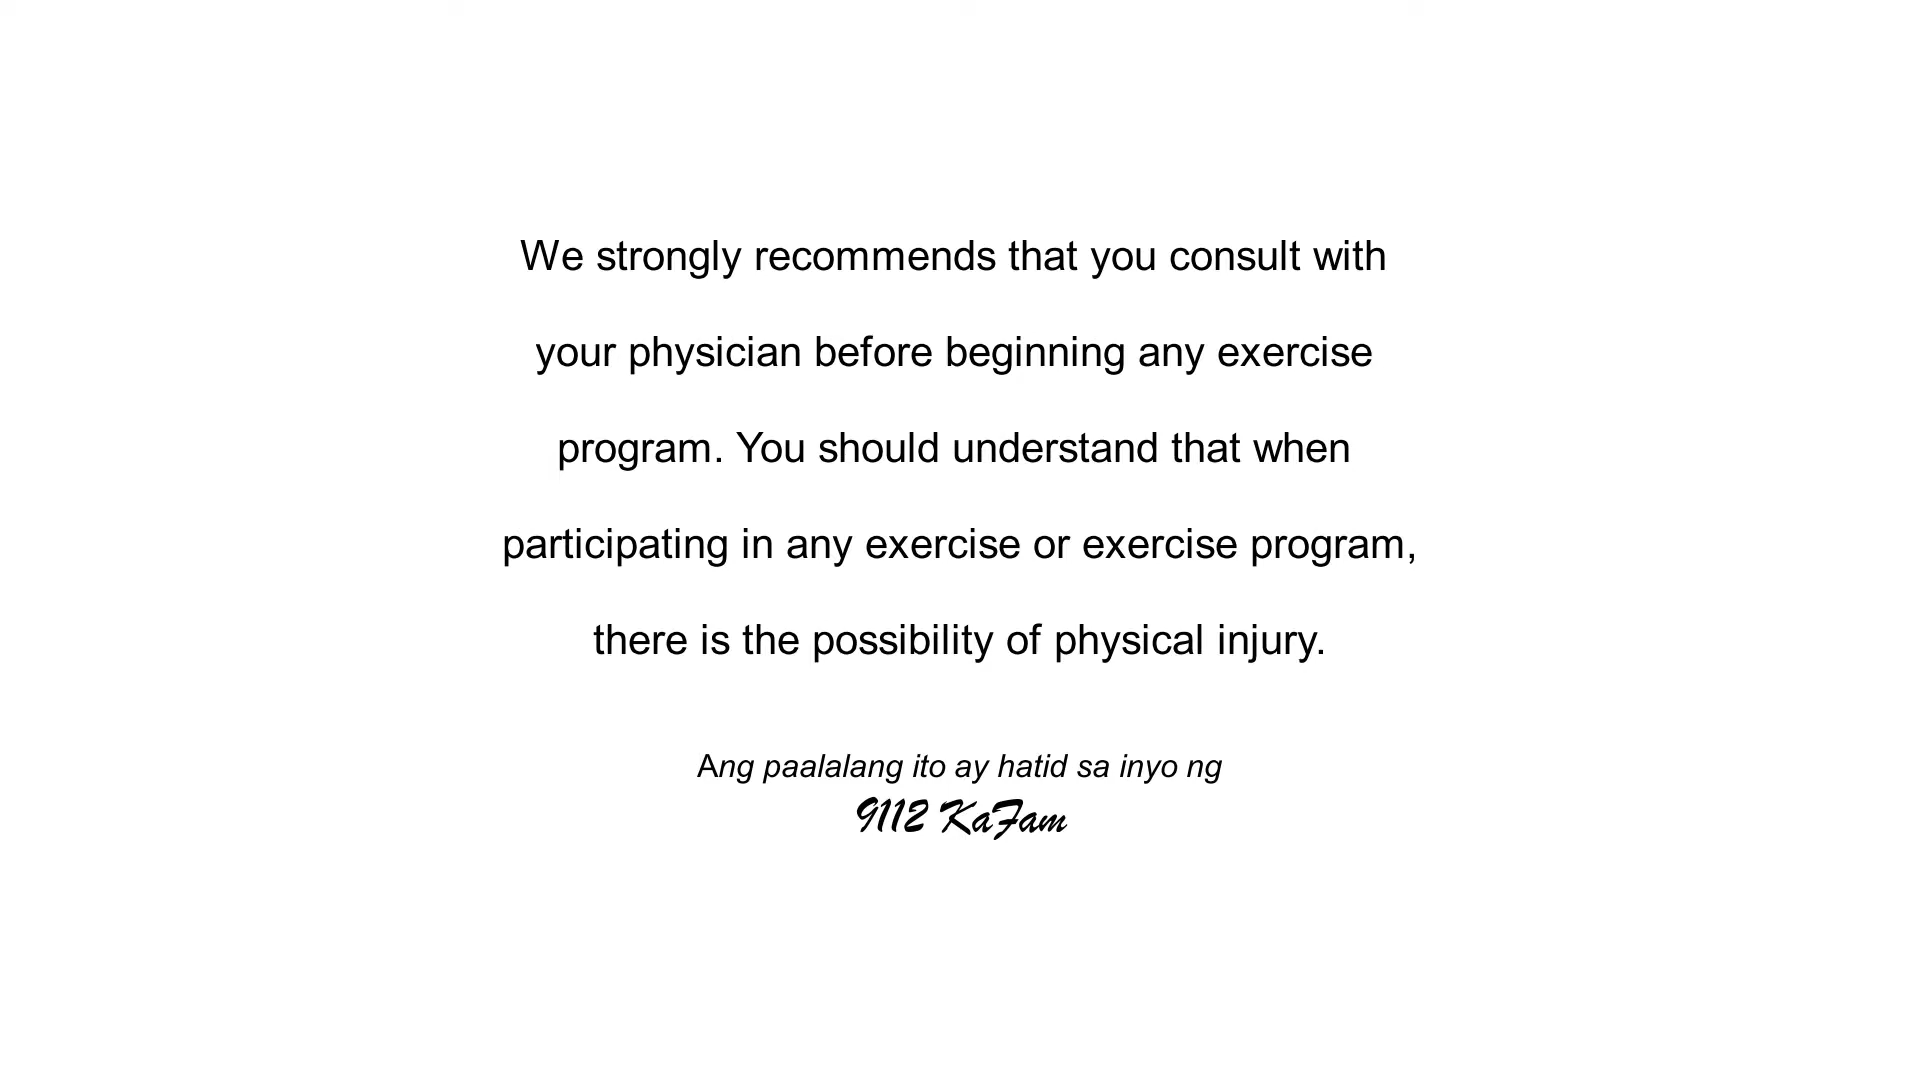 We strongly recommends that you consult with
your physician before beginning any exercise
program. You should understand that when
participating in any exercise or exercise program,
there is the possibility of physical injury.
Ang paalalang ito ay hatid sa inyo ng
9112 KaFam